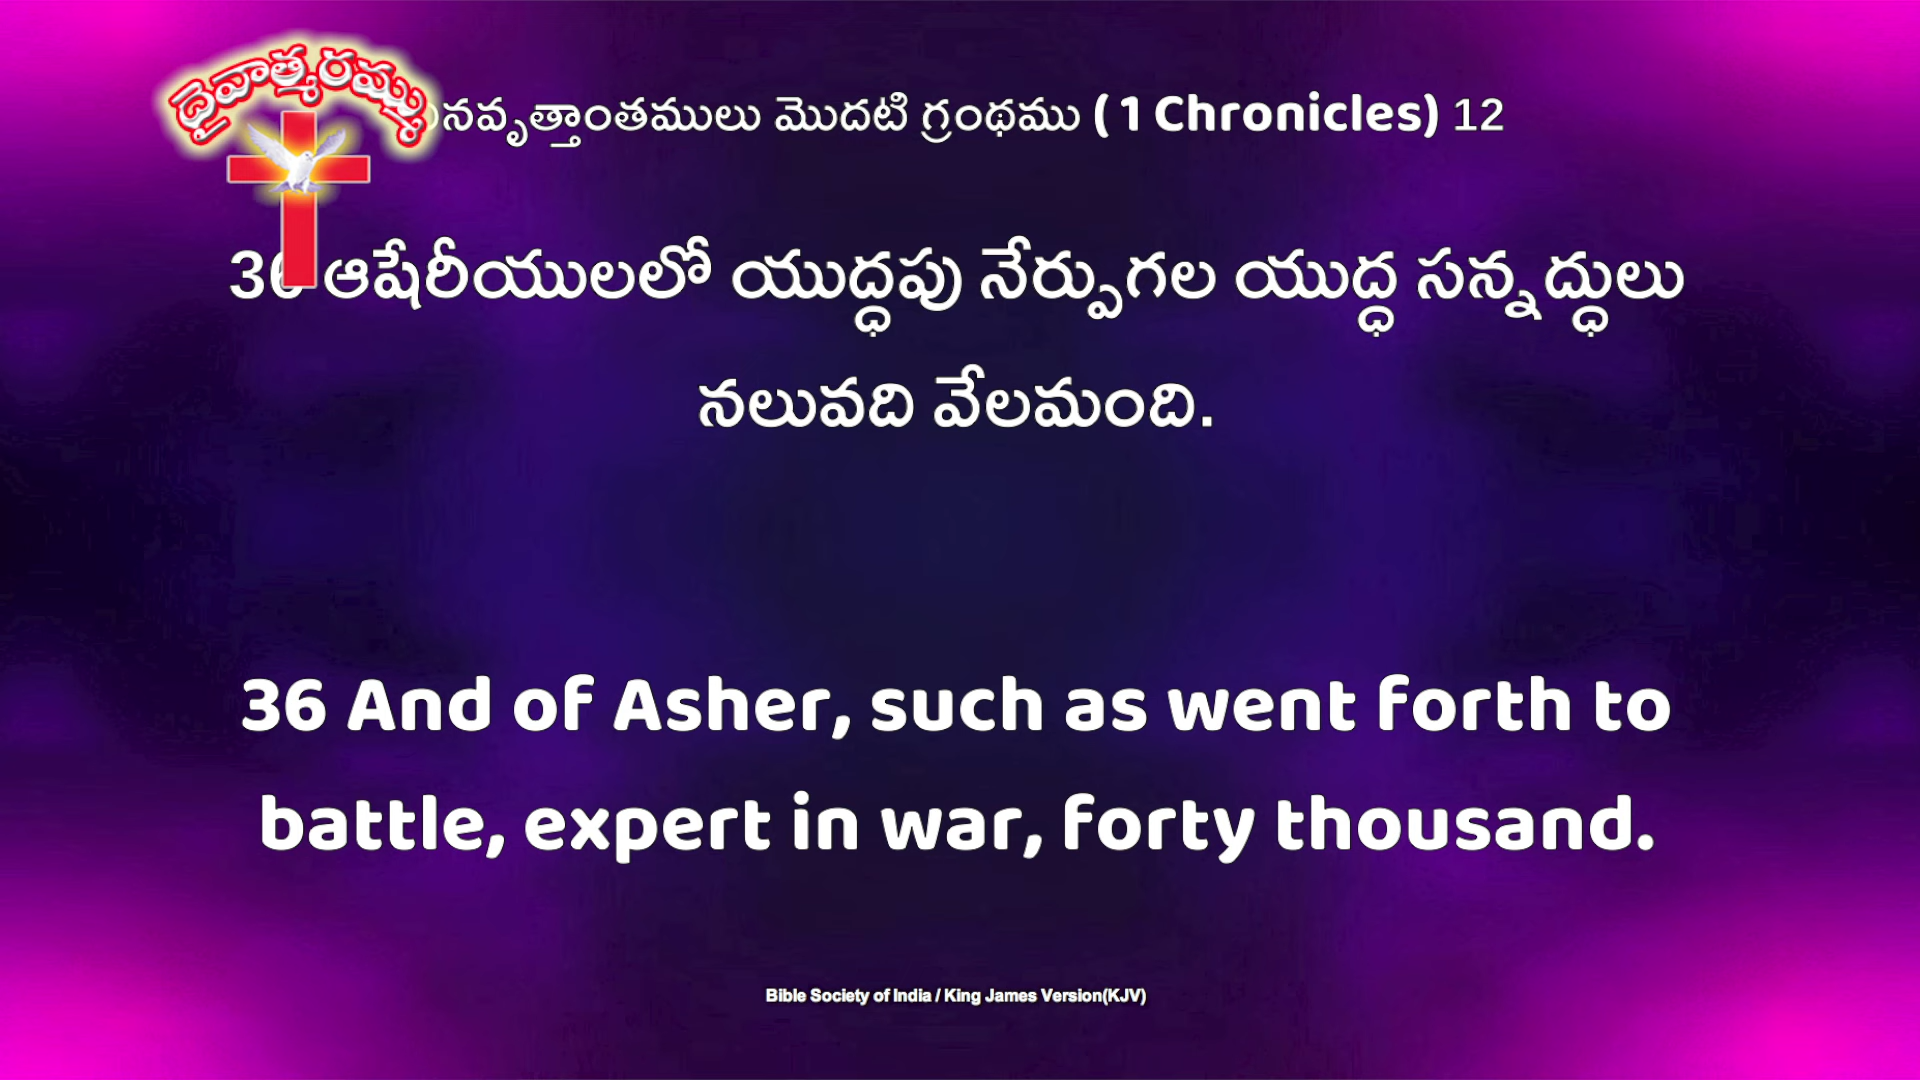 దైవాత్మరమ్ము
నవృత్తాంతములు మొదటి గ్రంథము ( 1 Chronicles) 12
36 ఆషేరీయులలో యుద్ధపు నేర్పుగల యుద్ధ సన్నద్ధులు
నలువది వేలమంది.
36 And of Asher, such as went forth to
battle, expert in war, forty thousand.
Bible Society of India / King James Version(KJV)